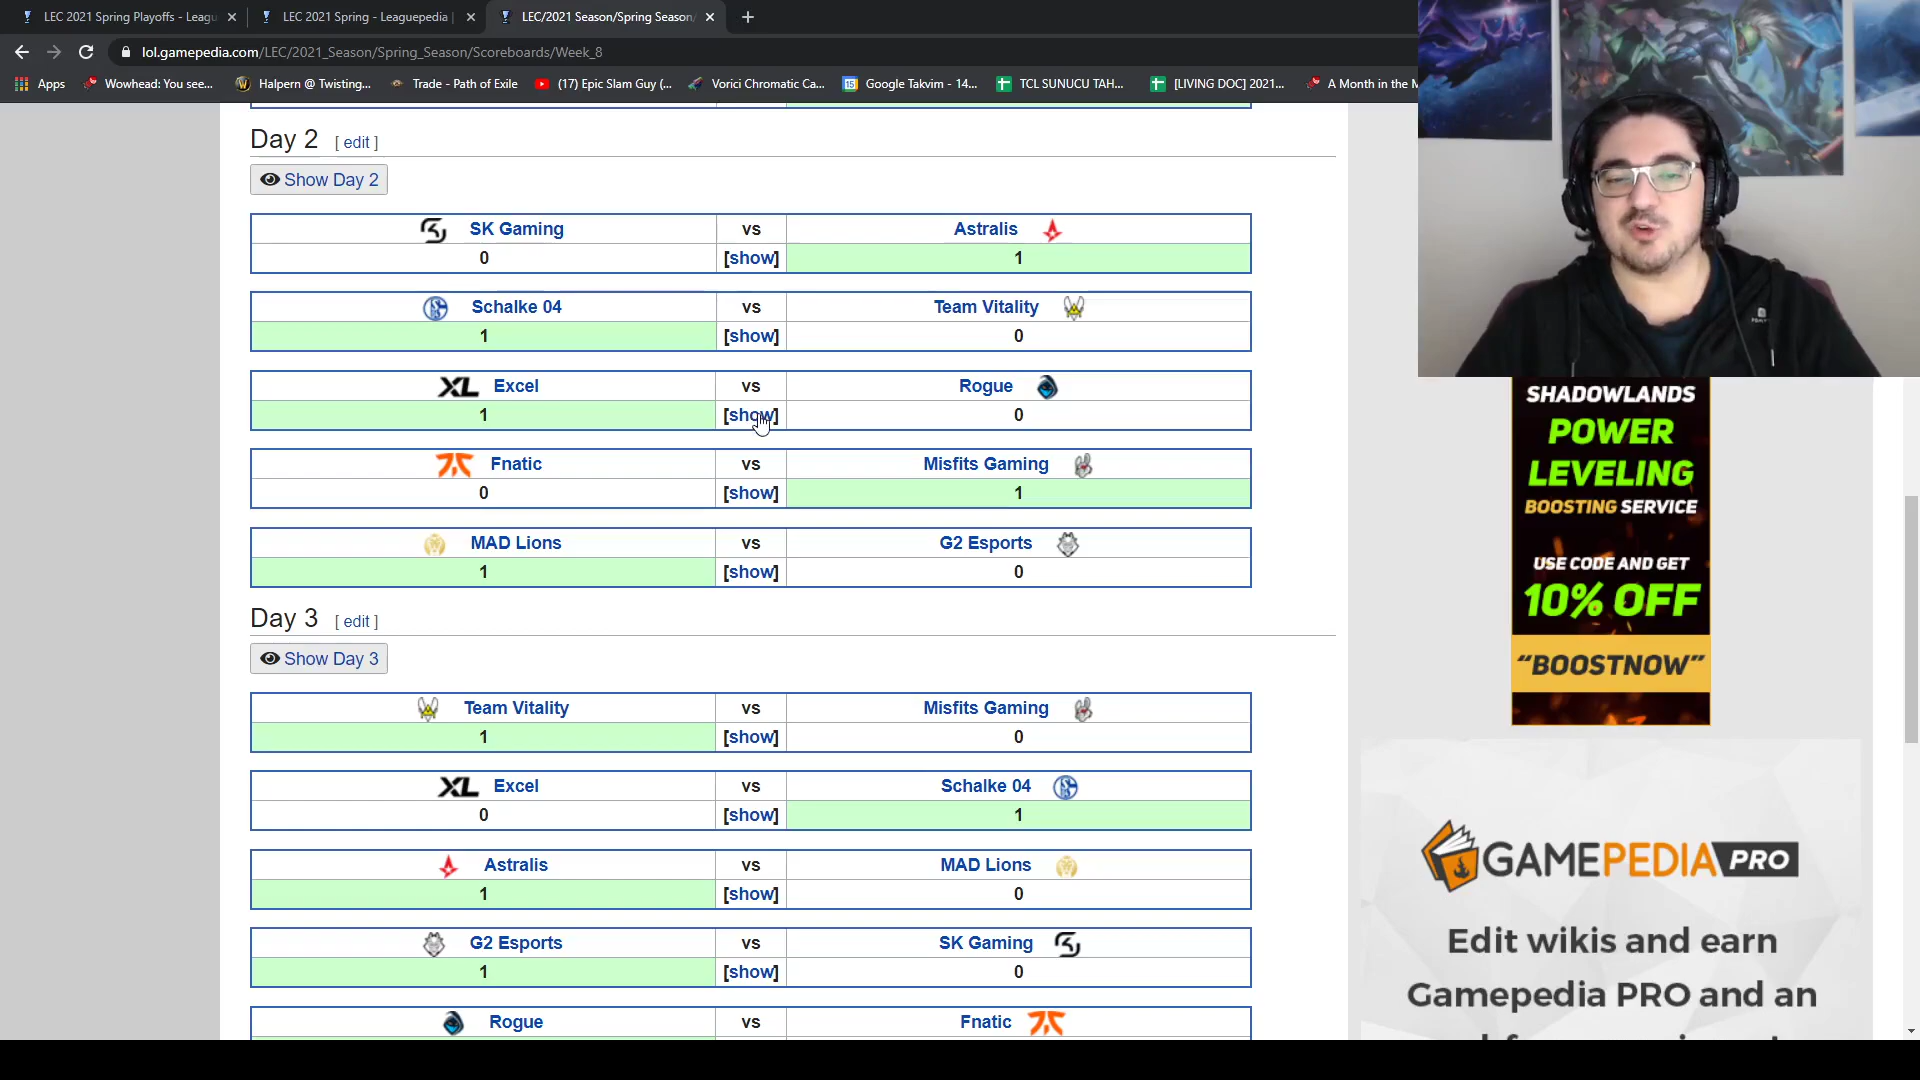 LEC 2021 Spring Playoffs - Leagu
LEC 2021 Spring - Leaguepedia |
LEC/2021 Season/Spring Season/
lol.gamepedia.com/LEC/2021_Season/Spring_Season/Scoreboards/Week_8
Apps Wowhead: You see... Halpern @ Twisting... Trade - Path of Exile (17) Epic Slam Guy (... Vorici Chromatic Ca... Google Takvim - 14... TCL SUNUCU TAH... [LIVING DOC] 2021... A Month in the M
Day 2 [ edit ]
Show Day 2
SK Gaming vs Astralis
0 [show] 1
Schalke 04 vs Team Vitality
1 [show] 0
XL Excel vs Rogue
1 [show] 0
Fnatic vs Misfits Gaming
0 [show] 1
MAD Lions vs G2 Esports
1 [show] 0
Day 3 [ edit ]
Show Day 3
Team Vitality vs Misfits Gaming
1 [show] 0
XL Excel vs Schalke 04
0 [show] 1
Astralis vs MAD Lions
1 [show] 0
G2 Esports vs SK Gaming
1 [show] 0
Rogue vs Fnatic
SHADOWLANDS
POWER
LEVELING
BOOSTING SERVICE
USE CODE AND GET
10% OFF
“BOOSTNOW”
GAMEPEDIA PRO
Edit wikis and earn
Gamepedia PRO and an